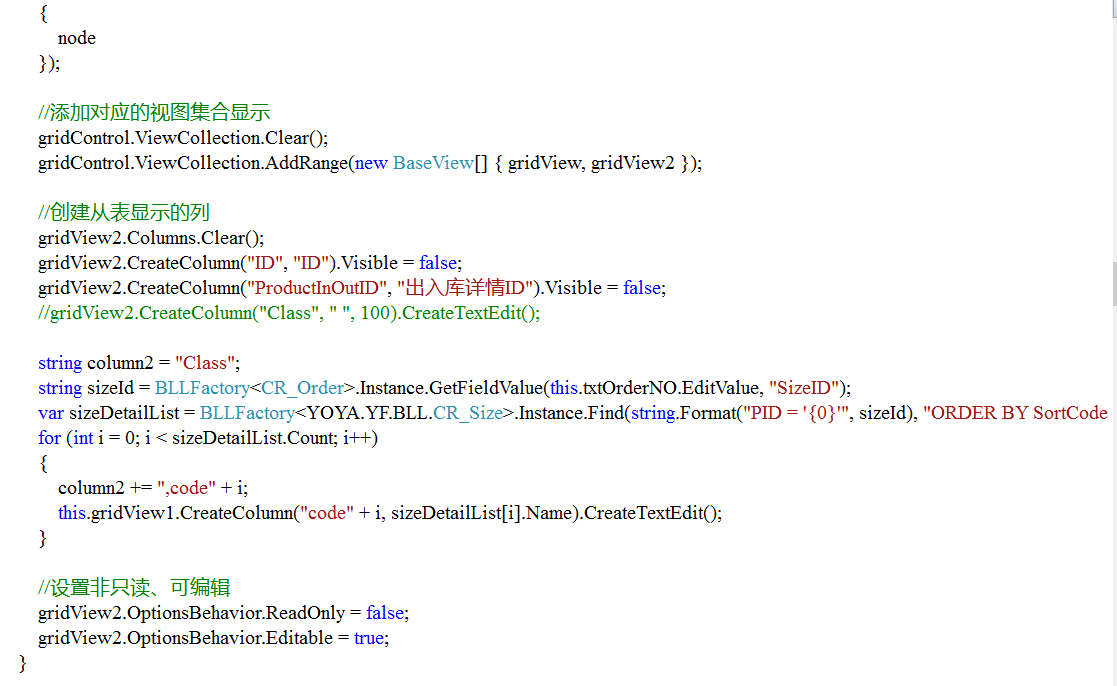 {
    node
});

//添加对应的视图集合显示
gridControl.ViewCollection.Clear();
gridControl.ViewCollection.AddRange(new BaseView[] { gridView, gridView2 });

//创建从表显示的列
gridView2.Columns.Clear();
gridView2.CreateColumn("ID", "ID").Visible = false;
gridView2.CreateColumn("ProductInOutID", "出入库详情ID").Visible = false;
//gridView2.CreateColumn("Class", " ", 100).CreateTextEdit();

string column2 = "Class";
string sizeId = BLLFactory<CR_Order>.Instance.GetFieldValue(this.txtOrderNO.EditValue, "SizeID");
var sizeDetailList = BLLFactory<YOYA.YF.BLL.CR_Size>.Instance.Find(string.Format("PID = '{0}'", sizeId), "ORDER BY SortCode
for (int i = 0; i < sizeDetailList.Count; i++)
{
    column2 += ",code" + i;
    this.gridView1.CreateColumn("code" + i, sizeDetailList[i].Name).CreateTextEdit();
}

//设置非只读、可编辑
gridView2.OptionsBehavior.ReadOnly = false;
gridView2.OptionsBehavior.Editable = true;
}